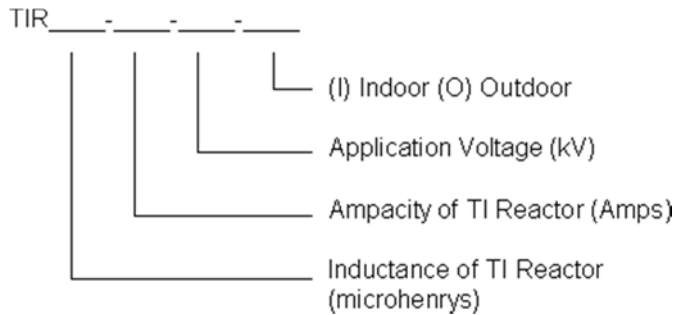 TIR____-____-____-____
(I) Indoor (O) Outdoor
Application Voltage (kV)
Ampacity of TI Reactor (Amps)
Inductance of TI Reactor
(microhenrys)